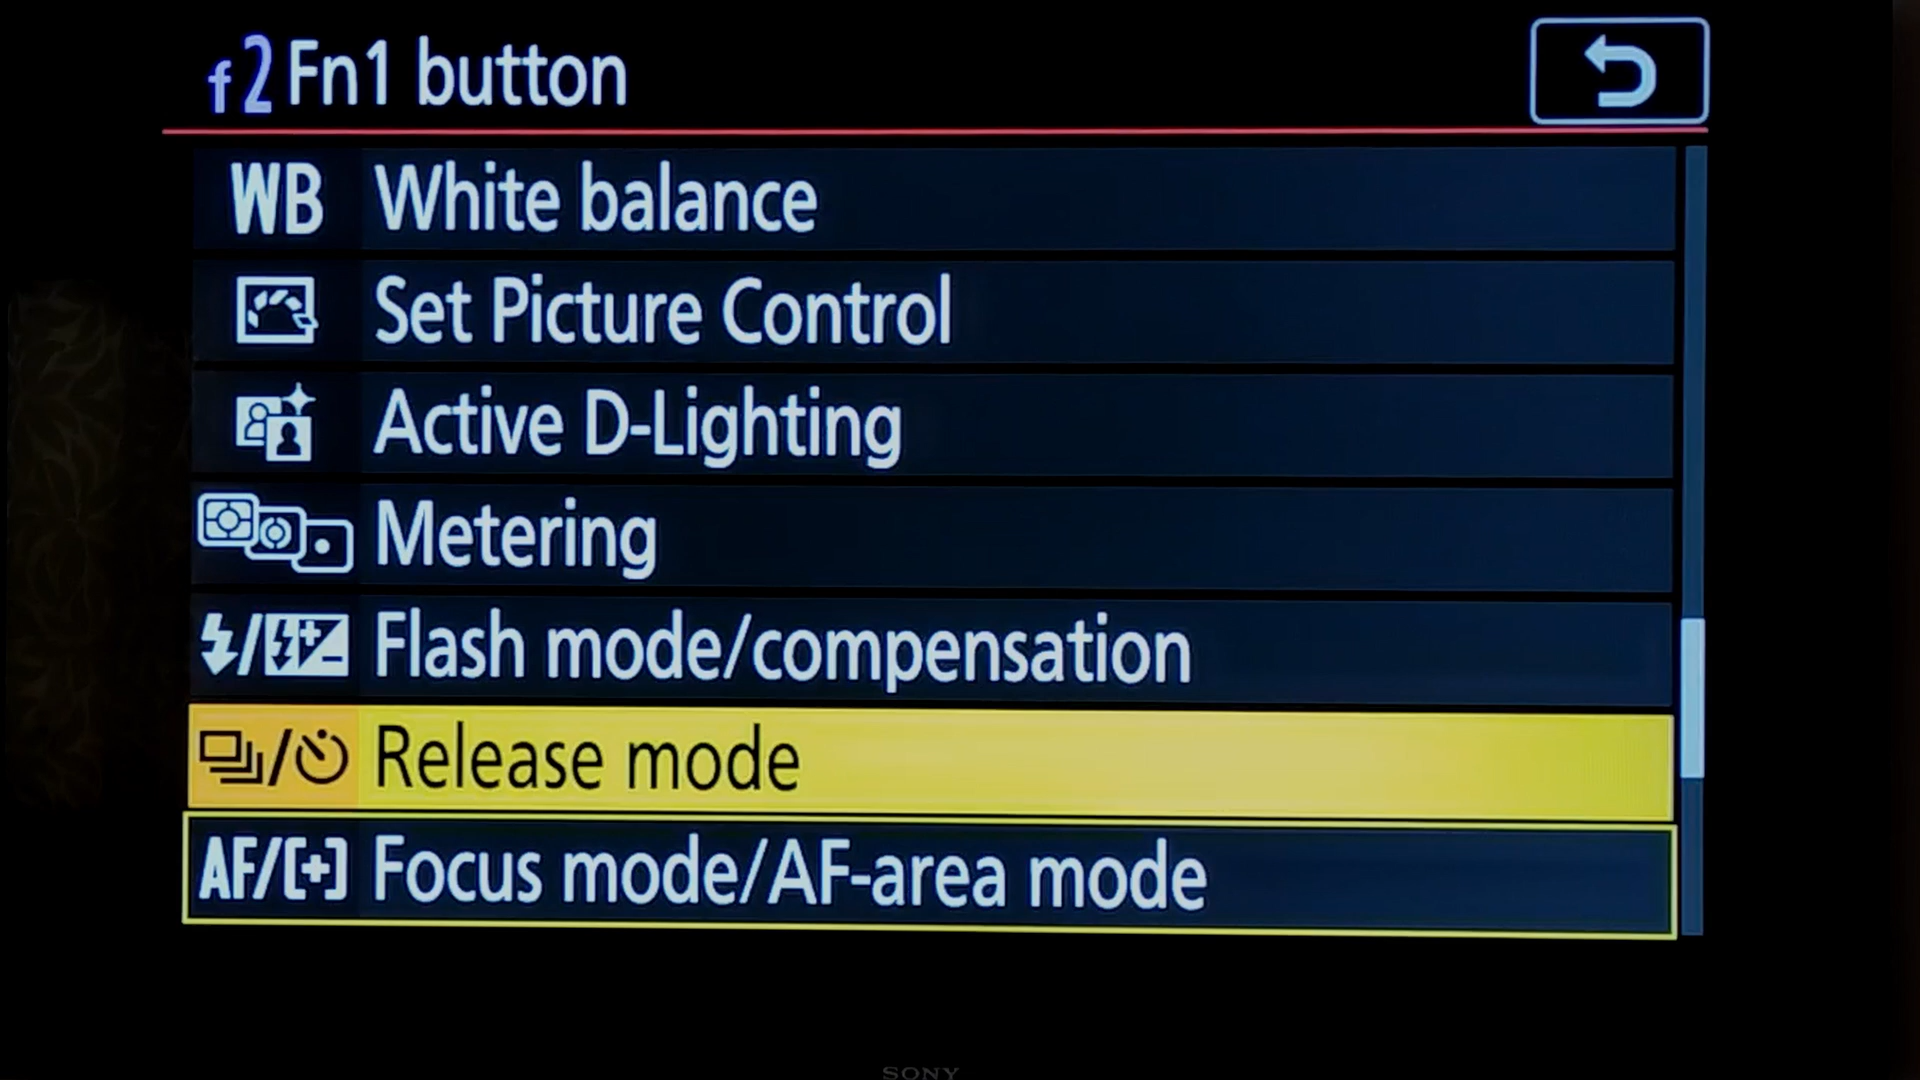 f2 Fn1 button
WB White balance
Set Picture Control
Active D-Lighting
Metering
Flash mode/compensation
Release mode
AF/[+] Focus mode/AF-area mode
SONY